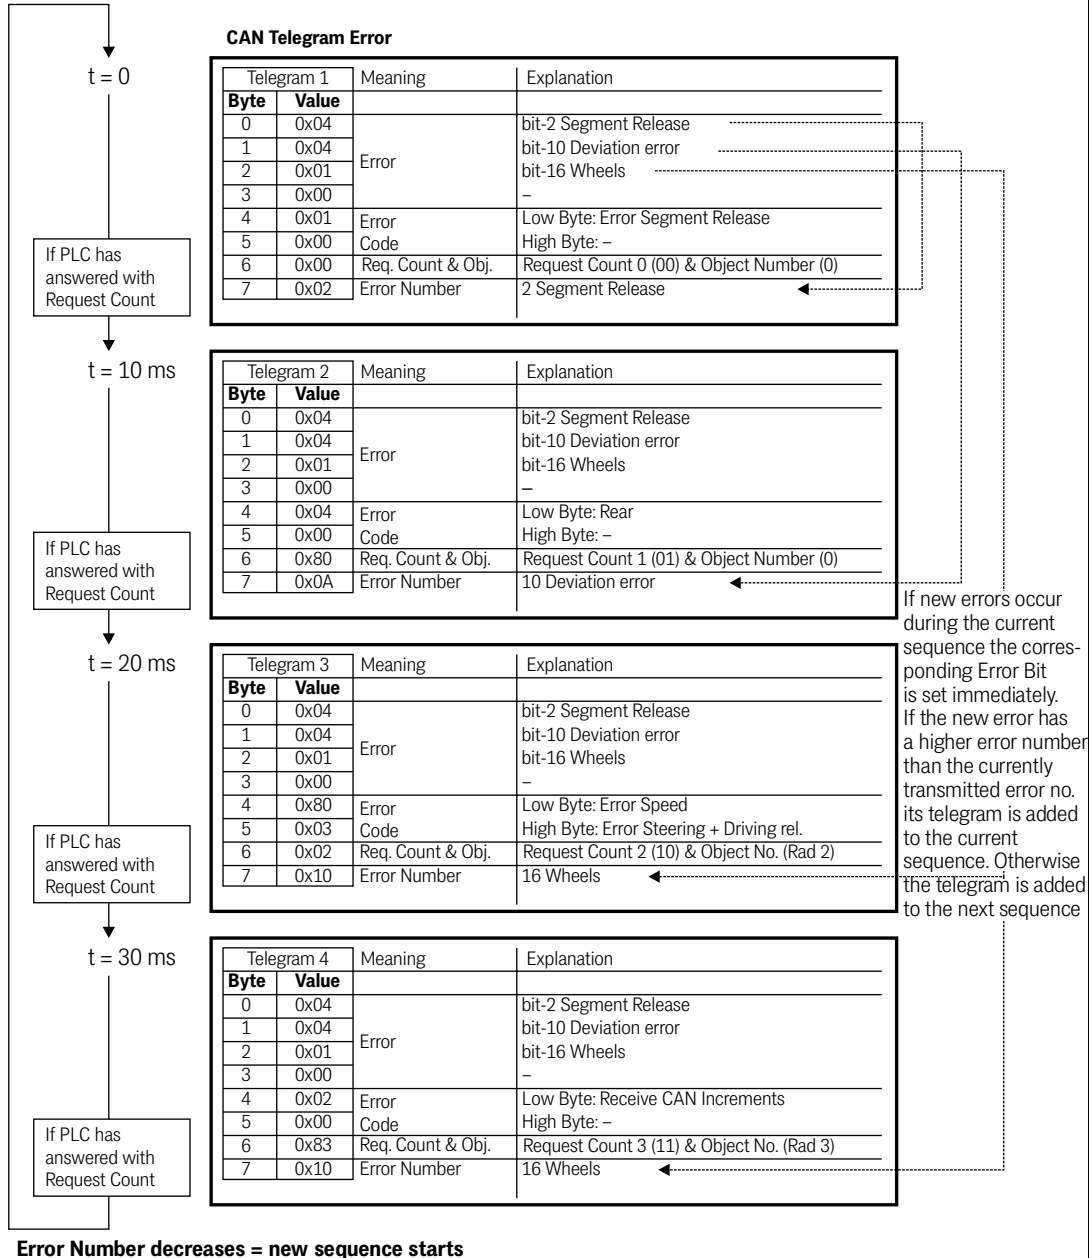 CAN Telegram Error
t = 0
Telegram 1 Meaning Explanation
Byte Value
0 0x04 bit-2 Segment Release
1 0x04 bit-10 Deviation error
Error
2 0x01 bit-16 Wheels
3 0x00 –
4 0x01 Error Low Byte: Error Segment Release
5 0x00 Code High Byte: –
6 0x00 Req. Count & Obj. Request Count 0 (00) & Object Number (0)
7 0x02 Error Number 2 Segment Release
If PLC has
answered with
Request Count
t = 10 ms
Telegram 2 Meaning Explanation
Byte Value
0 0x04 bit-2 Segment Release
1 0x04 bit-10 Deviation error
Error
2 0x01 bit-16 Wheels
3 0x00 –
4 0x04 Error Low Byte: Rear
5 0x00 Code High Byte: –
6 0x80 Req. Count & Obj. Request Count 1 (01) & Object Number (0)
7 0x0A Error Number 10 Deviation error
If PLC has
answered with
Request Count
t = 20 ms
Telegram 3 Meaning Explanation
Byte Value
0 0x04 bit-2 Segment Release
1 0x04 bit-10 Deviation error
Error
2 0x01 bit-16 Wheels
3 0x00 –
4 0x80 Error Low Byte: Error Speed
5 0x03 Code High Byte: Error Steering + Driving rel.
6 0x02 Req. Count & Obj. Request Count 2 (10) & Object No. (Rad 2)
7 0x10 Error Number 16 Wheels
If PLC has
answered with
Request Count
If new errors occur
during the current
sequence the corres-
ponding Error Bit
is set immediately.
If the new error has
a higher error number
than the currently
transmitted error no.
its telegram is added
to the current
sequence. Otherwise
the telegram is added
to the next sequence
t = 30 ms
Telegram 4 Meaning Explanation
Byte Value
0 0x04 bit-2 Segment Release
1 0x04 bit-10 Deviation error
Error
2 0x01 bit-16 Wheels
3 0x00 –
4 0x02 Error Low Byte: Receive CAN Increments
5 0x00 Code High Byte: –
6 0x83 Req. Count & Obj. Request Count 3 (11) & Object No. (Rad 3)
7 0x10 Error Number 16 Wheels
If PLC has
answered with
Request Count
Error Number decreases = new sequence starts